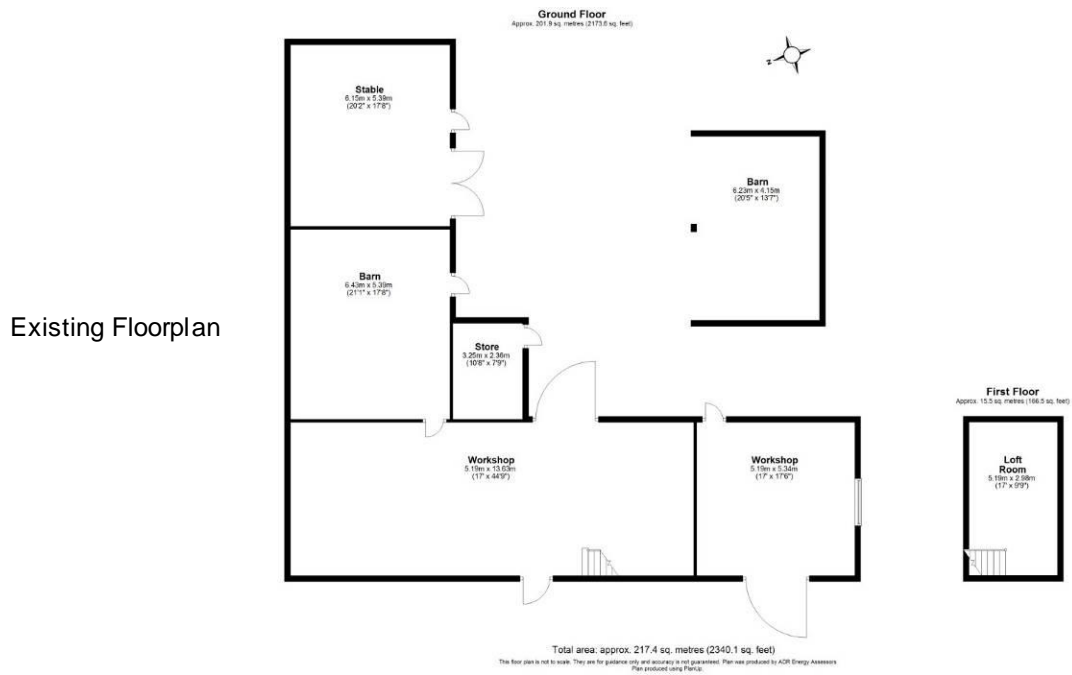 Ground Floor
Approx. 201.9 sq. metres (2173.6 sq. feet)
Stable
6.15m x 5.39m
(20'2" x 17'8")
N
Barn
6.23m x 4.15m
(20'5" x 13'7")
Barn
6.43m x 5.39m
(21'1" x 17'8")
Existing Floorplan
Store
3.25m x 2.36m
(10'8" x 7'9")
First Floor
Approx. 15.5 sq. metres (166.5 sq. feet)
Workshop
5.19m x 13.63m
(17' x 44'9")
Workshop
5.19m x 5.34m
(17' x 17'6")
Loft
Room
5.19m x 2.98m
(17' x 9'9")
Total area: approx. 217.4 sq. metres (2340.1 sq. feet)
This floor plan is not to scale. They are for guidance only and accuracy is not guaranteed. Plan was produced by ADR Energy Assessors
Plan produced using PlanUp.